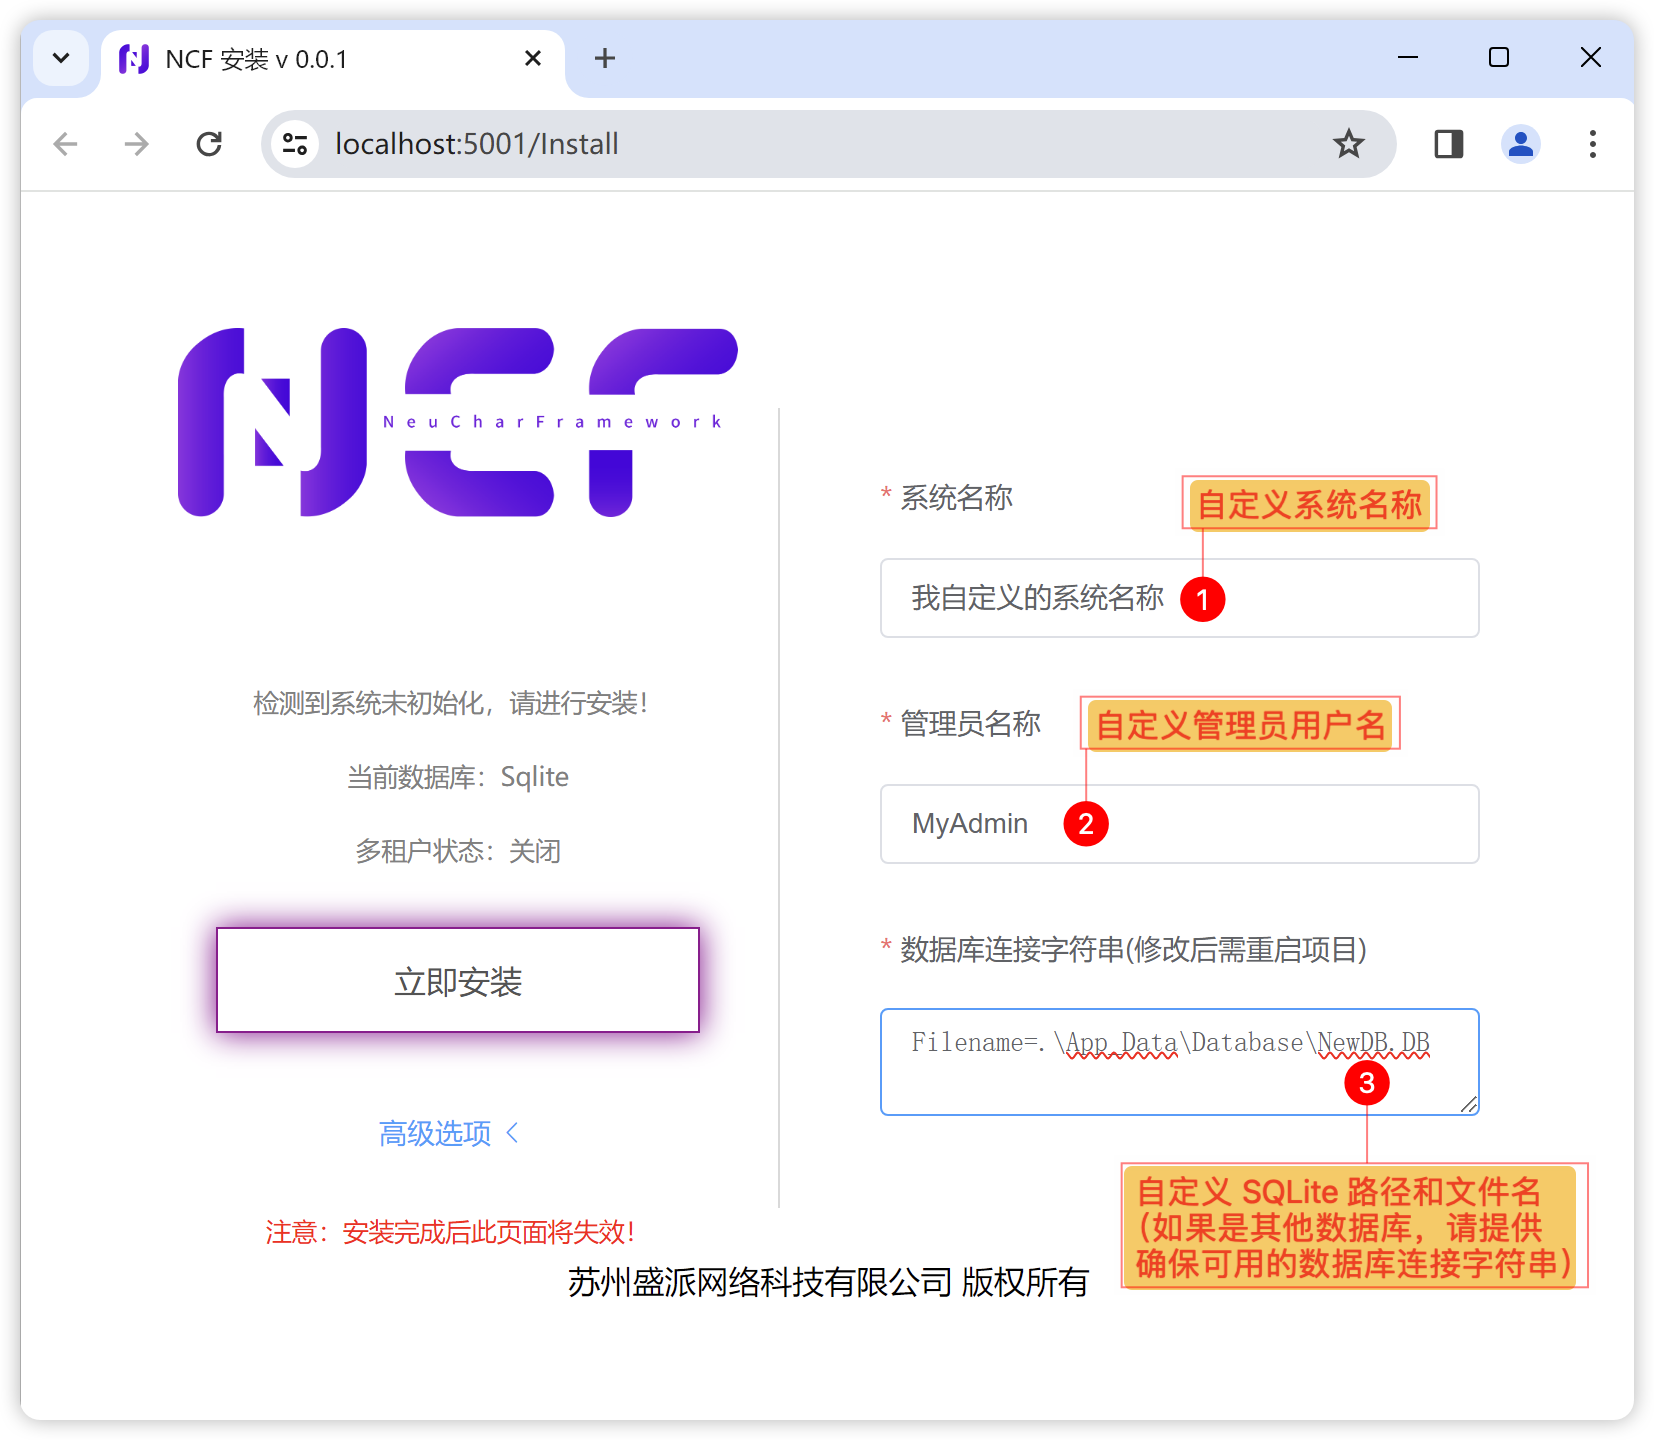 NCF 安装 v 0.0.1
localhost:5001/Install
NeuCharFramework
检测到系统未初始化，请进行安装！
当前数据库：Sqlite
多租户状态：关闭
立即安装
高级选项
注意：安装完成后此页面将失效！
* 系统名称
自定义系统名称
我自定义的系统名称
1
* 管理员名称
自定义管理员用户名
MyAdmin
2
* 数据库连接字符串(修改后需重启项目)
Filename=.\App_Data\Database\NewDB.DB
3
自定义 SQLite 路径和文件名
（如果是其他数据库，请提供
确保可用的数据库连接字符串）
苏州盛派网络科技有限公司 版权所有